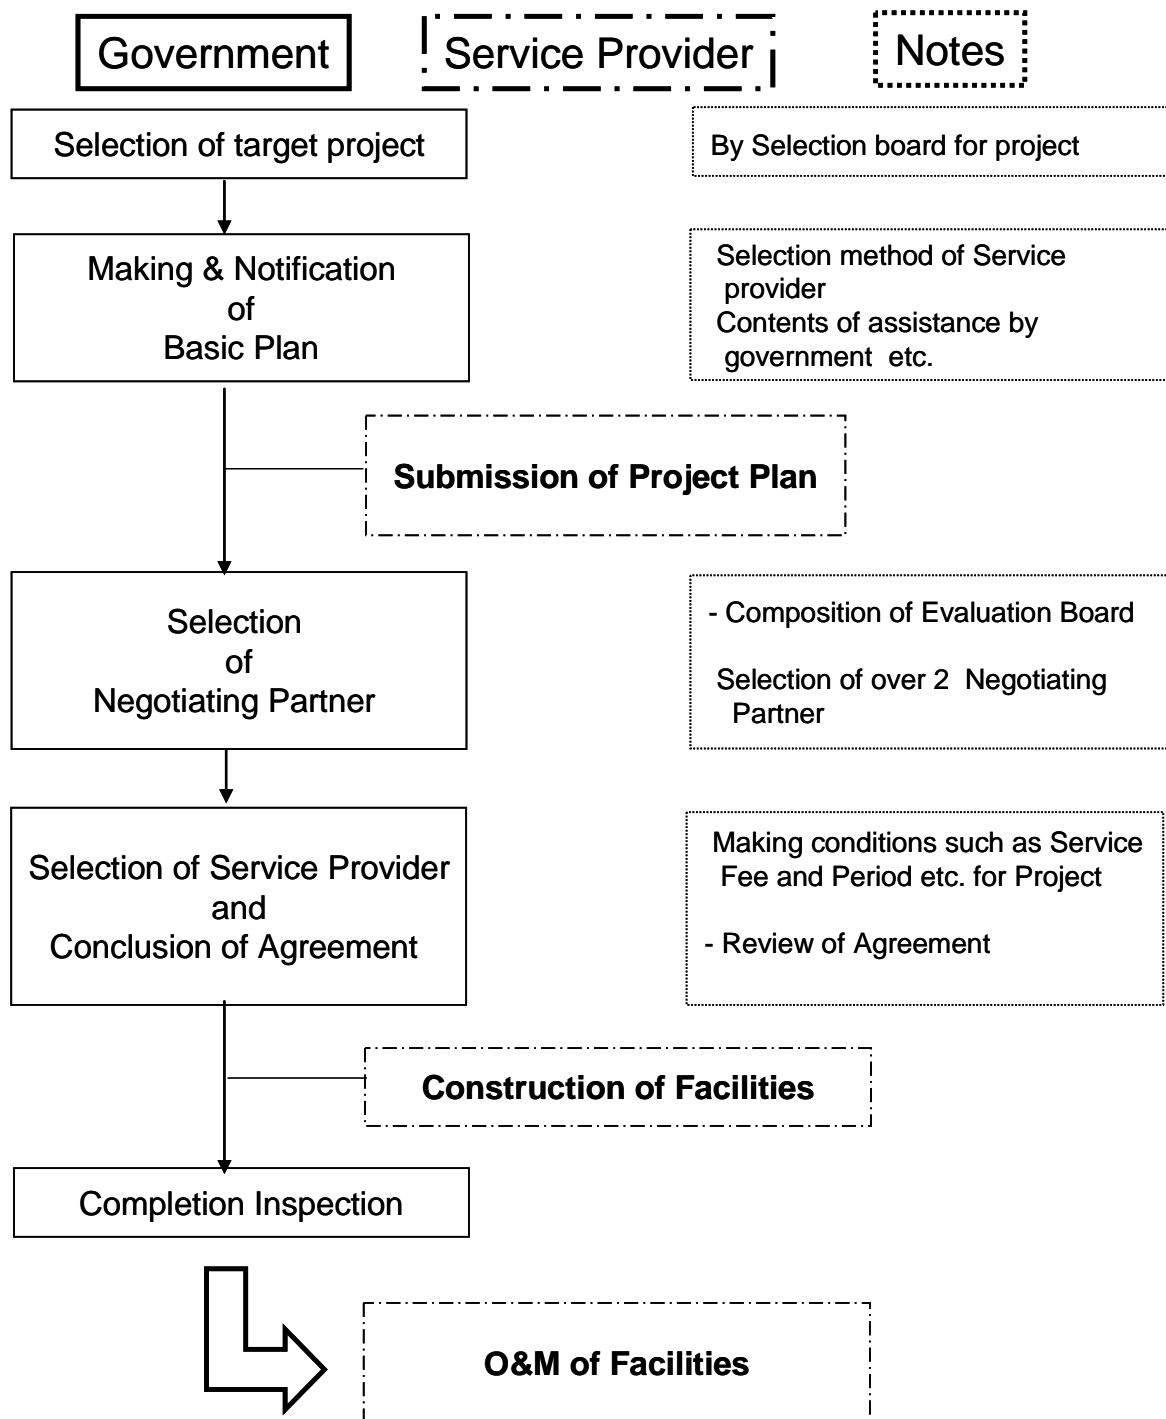 Government
Service Provider
Notes
Selection of target project
By Selection board for project
Making & Notification
of
Basic Plan
Selection method of Service
provider
Contents of assistance by
government etc.
Submission of Project Plan
Selection
of
Negotiating Partner
- Composition of Evaluation Board
Selection of over 2 Negotiating
Partner
Selection of Service Provider
and
Conclusion of Agreement
Making conditions such as Service
Fee and Period etc. for Project
- Review of Agreement
Construction of Facilities
Completion Inspection
O&M of Facilities